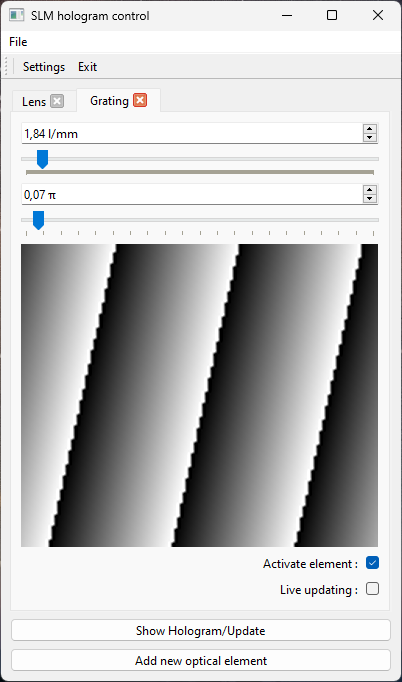 SLM hologram control
File
Settings Exit
Lens Grating
1,84 l/mm
0,07 π
Activate element :
Live updating :
Show Hologram/Update
Add new optical element